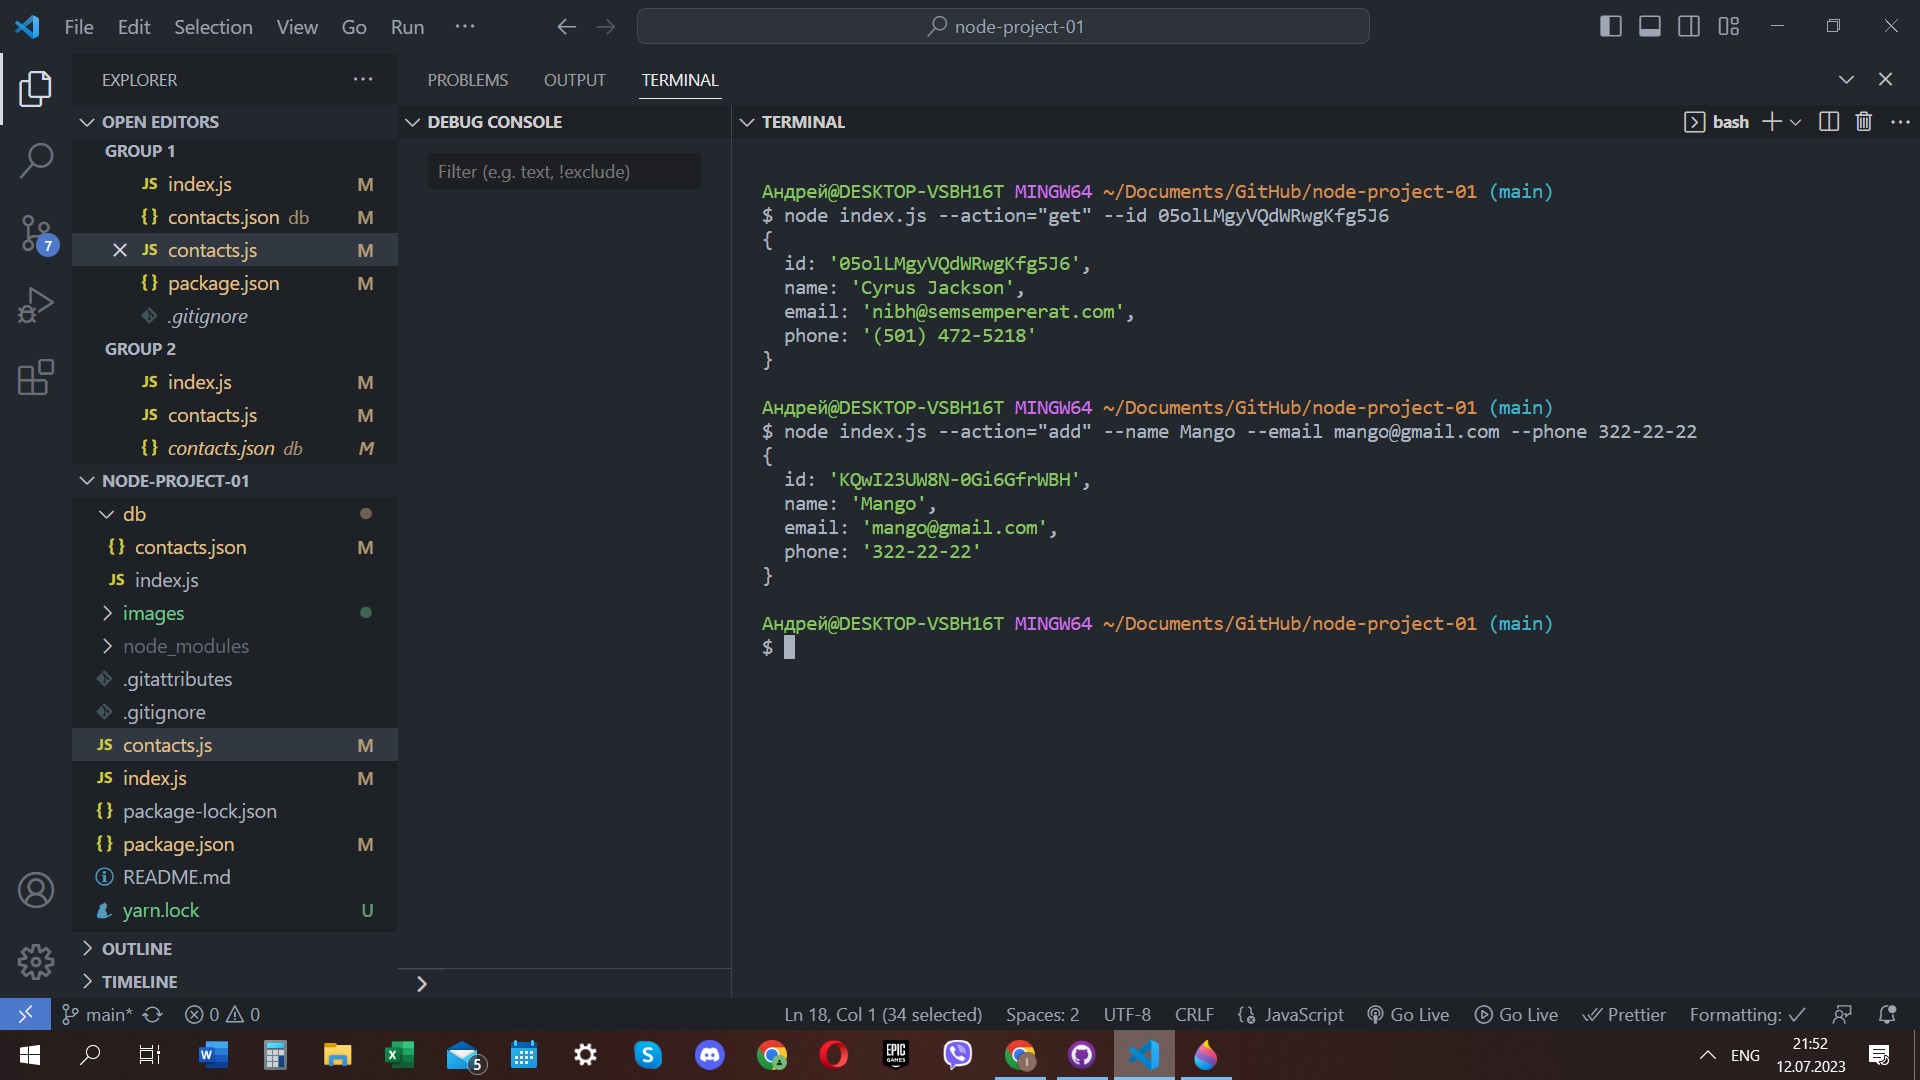 File Edit Selection View Go Run ···
node-project-01
EXPLORER ···
OPEN EDITORS
GROUP 1
JS index.js M
{} contacts.json db M
JS contacts.js M
{} package.json M
.gitignore
GROUP 2
JS index.js M
JS contacts.js M
{} contacts.json db M
NODE-PROJECT-01
db
{} contacts.json M
JS index.js
images
node_modules
.gitattributes
.gitignore
JS contacts.js M
JS index.js M
{} package-lock.json
{} package.json M
README.md
yarn.lock U
OUTLINE
TIMELINE
7
PROBLEMS OUTPUT TERMINAL
DEBUG CONSOLE
Filter (e.g. text, !exclude)
TERMINAL
bash
Андрей@DESKTOP-VSBH16T MINGW64 ~/Documents/GitHub/node-project-01 (main)
$ node index.js --action="get" --id 05olLMgyVQdWRwgKfg5J6
{
  id: '05olLMgyVQdWRwgKfg5J6',
  name: 'Cyrus Jackson',
  email: 'nibh@semsempererat.com',
  phone: '(501) 472-5218'
}
Андрей@DESKTOP-VSBH16T MINGW64 ~/Documents/GitHub/node-project-01 (main)
$ node index.js --action="add" --name Mango --email mango@gmail.com --phone 322-22-22
{
  id: 'KQwI23UW8N-0Gi6GfrWBH',
  name: 'Mango',
  email: 'mango@gmail.com',
  phone: '322-22-22'
}
Андрей@DESKTOP-VSBH16T MINGW64 ~/Documents/GitHub/node-project-01 (main)
$
main* 0 0 Ln 18, Col 1 (34 selected) Spaces: 2 UTF-8 CRLF {} JavaScript Go Live Go Live Prettier Formatting:
W X 5 S EPIC GAMES I ENG
21:52
12.07.2023